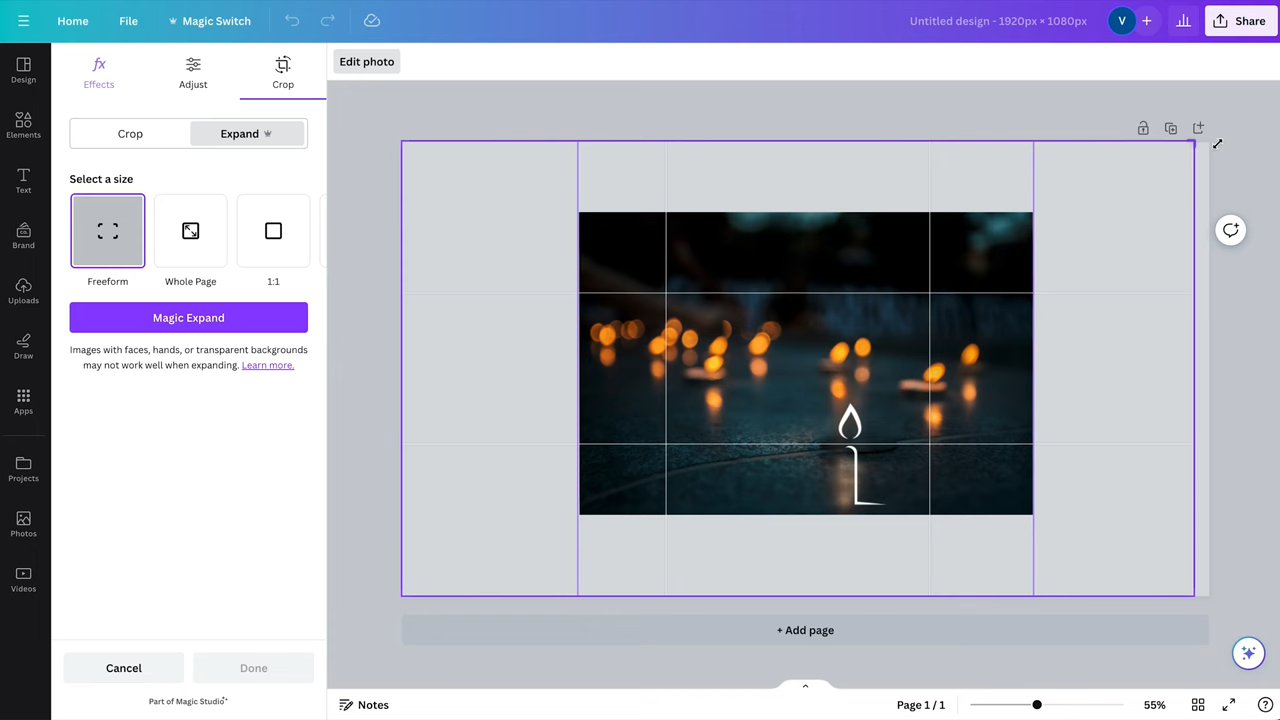 Home
File
Magic Switch
Untitled design - 1920px × 1080px
V
Share
Design
Elements
Text
Brand
Uploads
Draw
Apps
Projects
Photos
Videos
fx
Effects
Adjust
Crop
Crop
Expand
Select a size
Freeform
Whole Page
1:1
Magic Expand
Images with faces, hands, or transparent backgrounds
may not work well when expanding. Learn more.
Cancel
Done
Part of Magic Studio
Edit photo
+ Add page
Notes
Page 1 / 1
55%